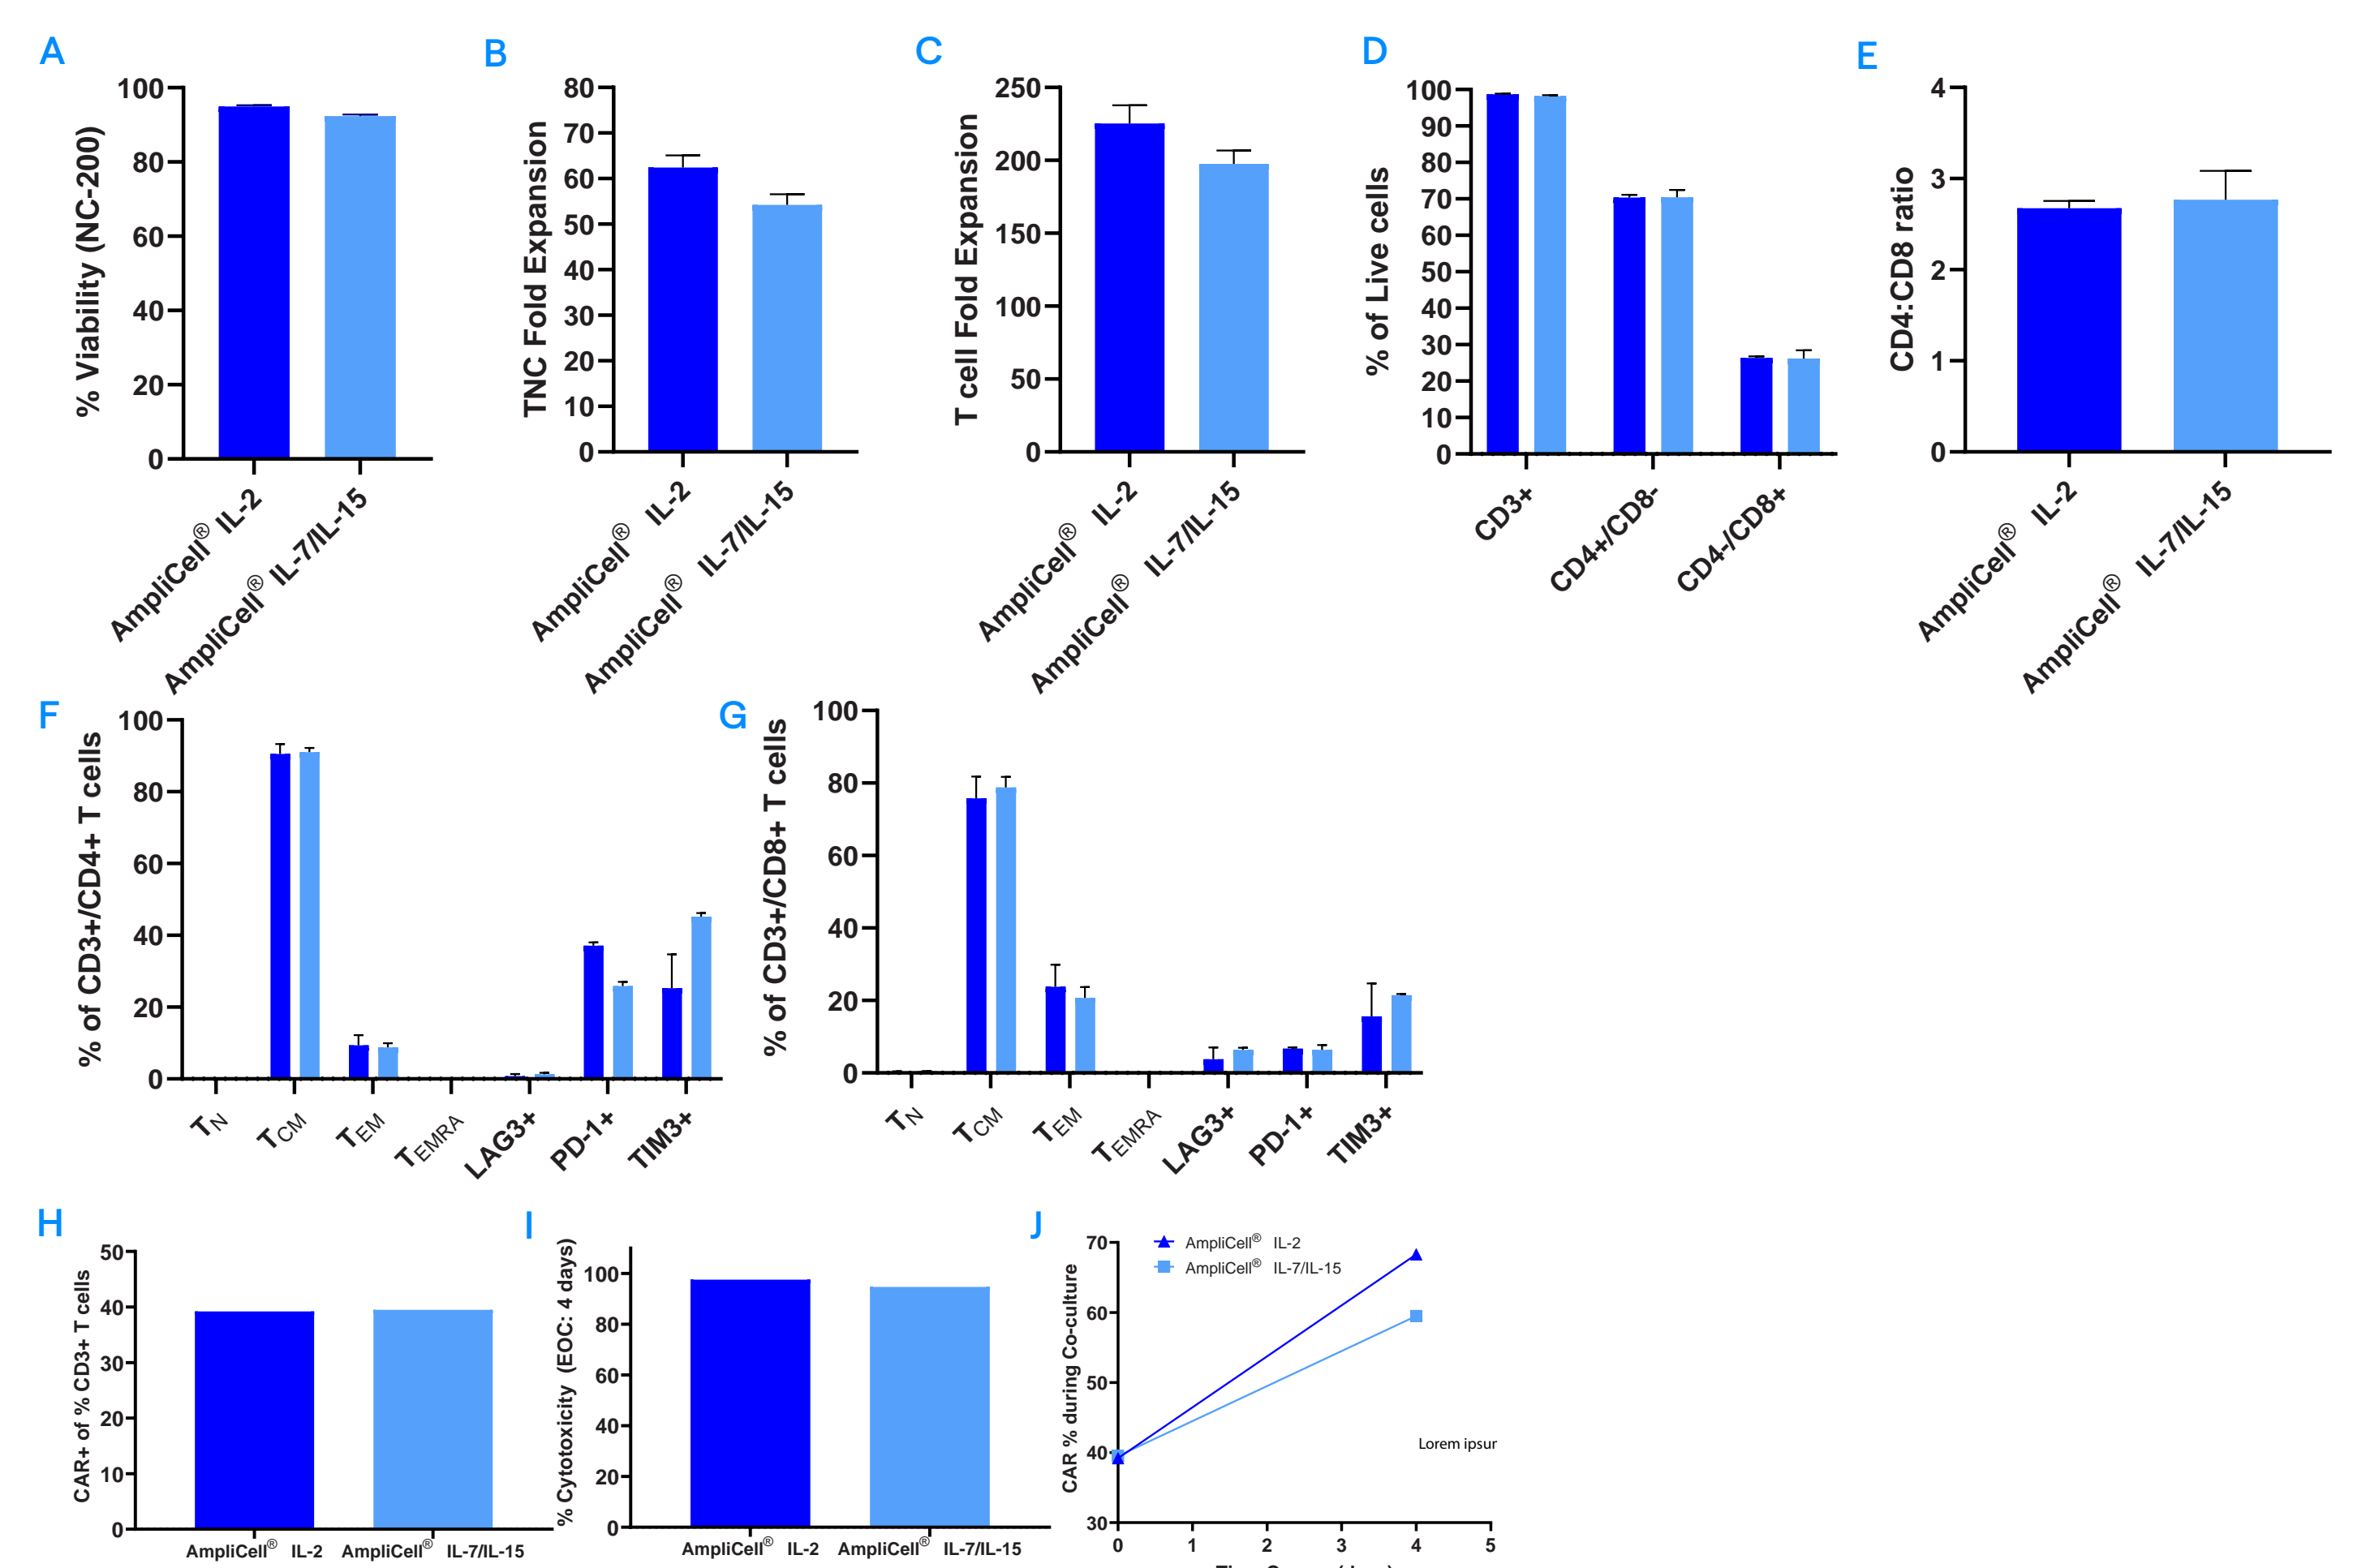 A
% Viability (NC-200)
100
80
60
40
20
0
AmpliCell® IL-2
AmpliCell® IL-7/IL-15
B
TNC Fold Expansion
80
70
60
50
40
30
20
10
0
AmpliCell® IL-2
AmpliCell® IL-7/IL-15
C
T cell Fold Expansion
250
200
150
100
50
0
AmpliCell® IL-2
AmpliCell® IL-7/IL-15
D
% of Live cells
100
90
80
70
60
50
40
30
20
10
0
CD3+
CD4+/CD8-
CD4-/CD8+
E
CD4:CD8 ratio
4
3
2
1
0
AmpliCell® IL-2
AmpliCell® IL-7/IL-15
F
% of CD3+/CD4+ T cells
100
80
60
40
20
0
TN
TCM
TEM
TEMRA
LAG3+
PD-1+
TIM3+
G
% of CD3+/CD8+ T cells
100
80
60
40
20
0
TN
TCM
TEM
TEMRA
LAG3+
PD-1+
TIM3+
H
CAR+ of % CD3+ T cells
50
40
30
20
10
0
AmpliCell® IL-2
AmpliCell® IL-7/IL-15
I
% Cytotoxicity (EOC: 4 days)
100
80
60
40
20
0
AmpliCell® IL-2
AmpliCell® IL-7/IL-15
J
CAR % during Co-culture
AmpliCell® IL-2
AmpliCell® IL-7/IL-15
70
60
50
40
30
Lorem ipsur
0 1 2 3 4 5